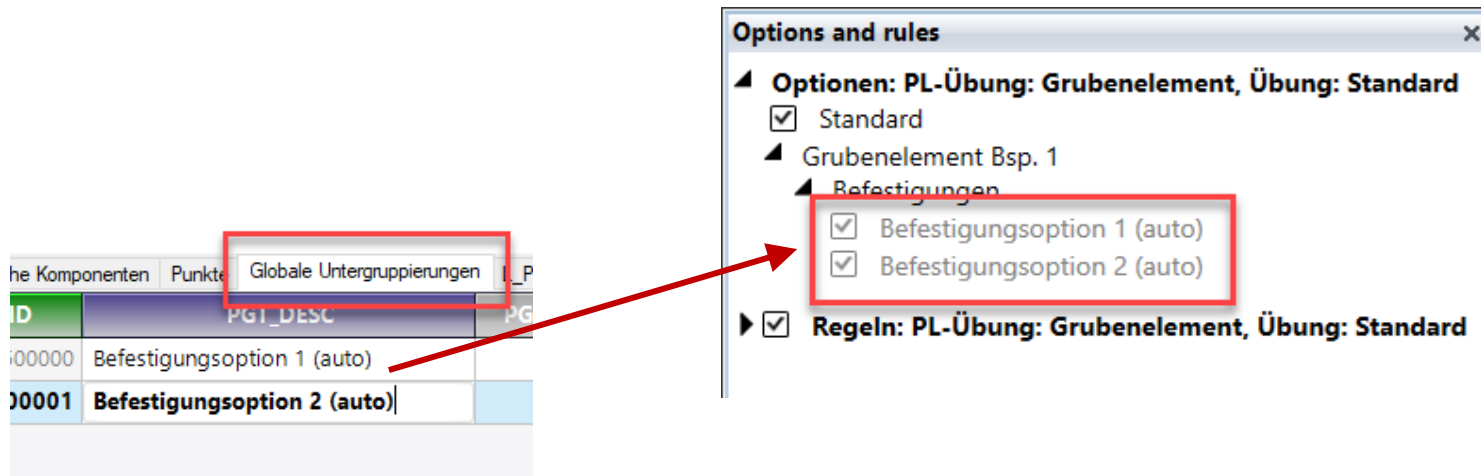 Options and rules
Optionen: PL-Übung: Grubenelement, Übung: Standard
Standard
Grubenelement Bsp. 1
Befestigungen
Befestigungsoption 1 (auto)
Befestigungsoption 2 (auto)
Regeln: PL-Übung: Grubenelement, Übung: Standard
he Komponenten Punkte Globale Untergruppierungen
ID PGT_DESC PG
00000 Befestigungsoption 1 (auto)
00001 Befestigungsoption 2 (auto)